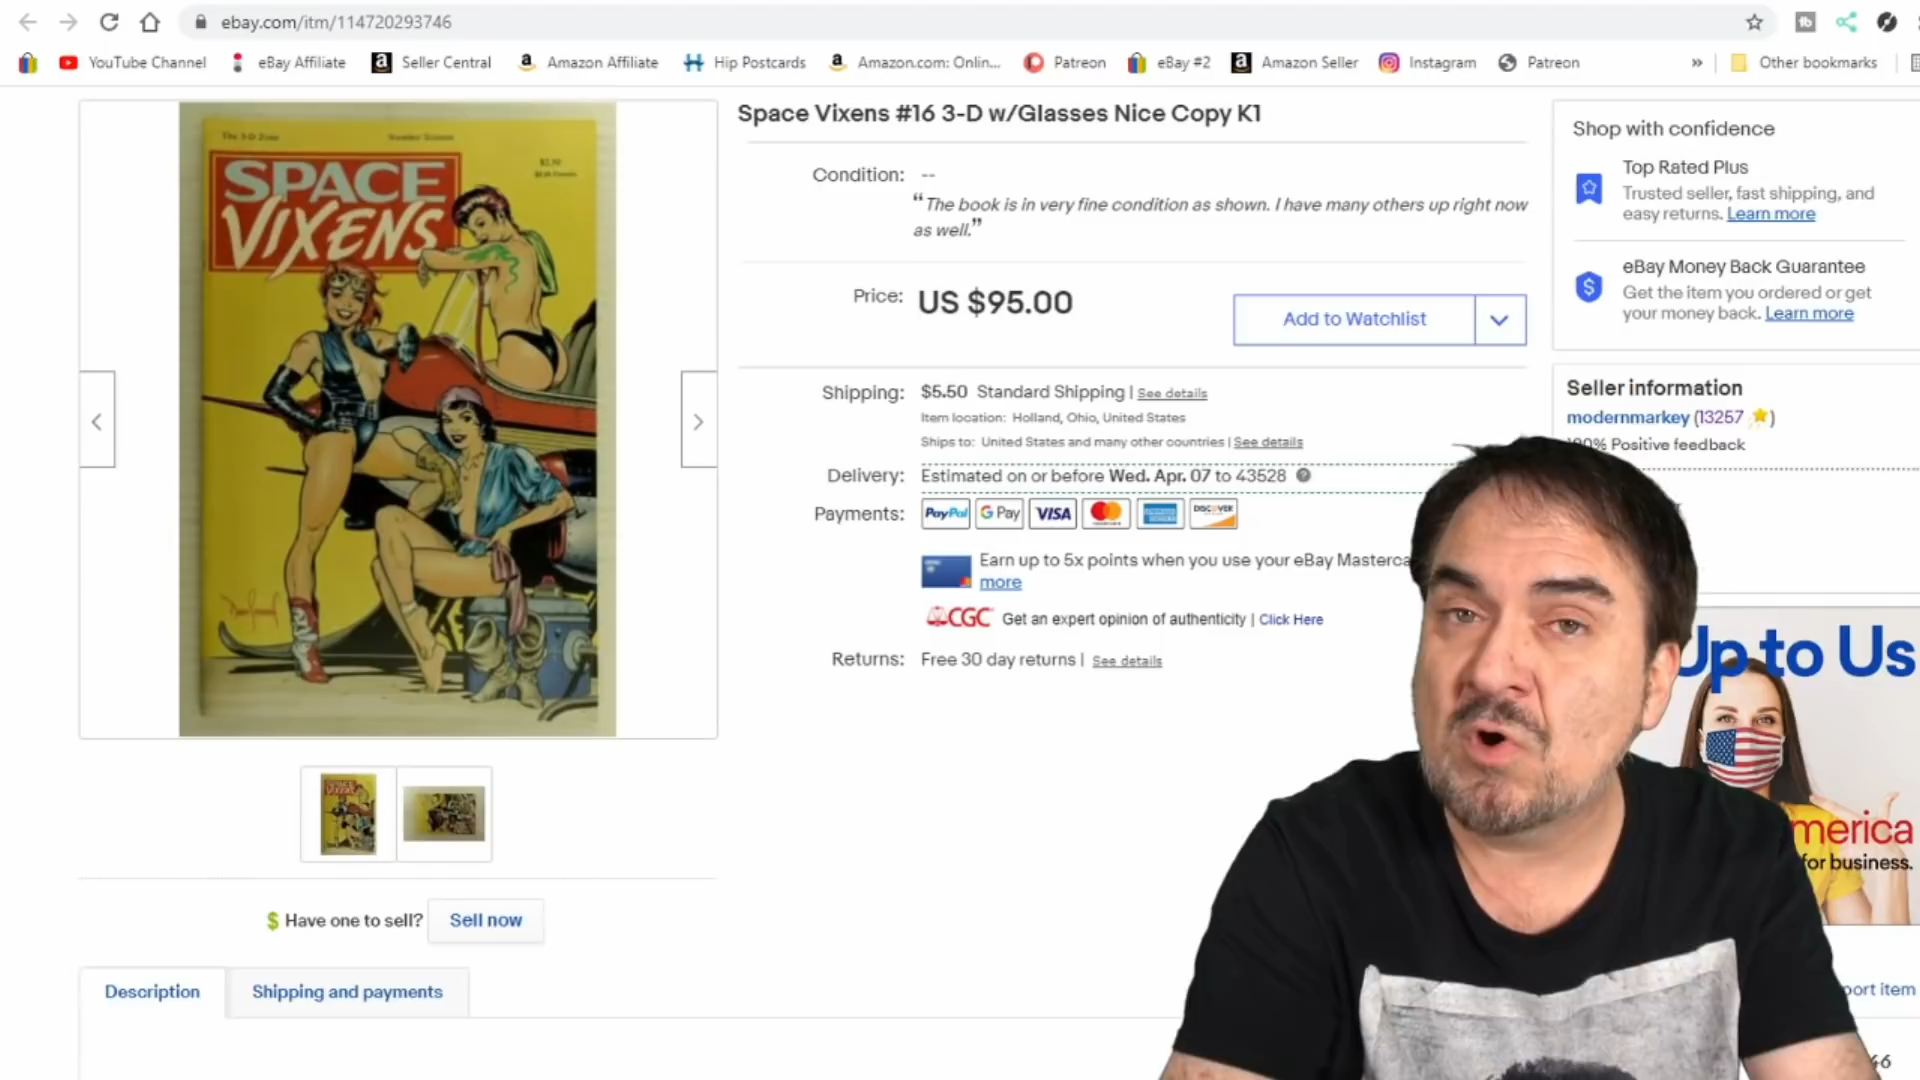 ebay.com/itm/114720293746
YouTube Channel
eBay Affiliate
Seller Central
Amazon Affiliate
Hip Postcards
Amazon.com: Onlin...
Patreon
eBay #2
Amazon Seller
Instagram
Patreon
»
Other bookmarks
The 3-D Zone
SPACE
VIXENS
Space Vixens #16 3-D w/Glasses Nice Copy K1
Condition: --
“The book is in very fine condition as shown. I have many others up right now
as well.”
Price: US $95.00
Add to Watchlist
Shipping: $5.50 Standard Shipping | See details
Item location: Holland, Ohio, United States
Ships to: United States and many other countries | See details
Delivery: Estimated on or before Wed. Apr. 07 to 43528
Payments: PayPal G Pay VISA DISCOVER
Earn up to 5x points when you use your eBay Masterca
more
CGC Get an expert opinion of authenticity | Click Here
Returns: Free 30 day returns | See details
Shop with confidence
Top Rated Plus
Trusted seller, fast shipping, and
easy returns. Learn more
eBay Money Back Guarantee
Get the item you ordered or get
your money back. Learn more
Seller information
modernmarkey (13257)
% Positive feedback
Up to Us
merica
for business.
$ Have one to sell? Sell now
Description
Shipping and payments
port item